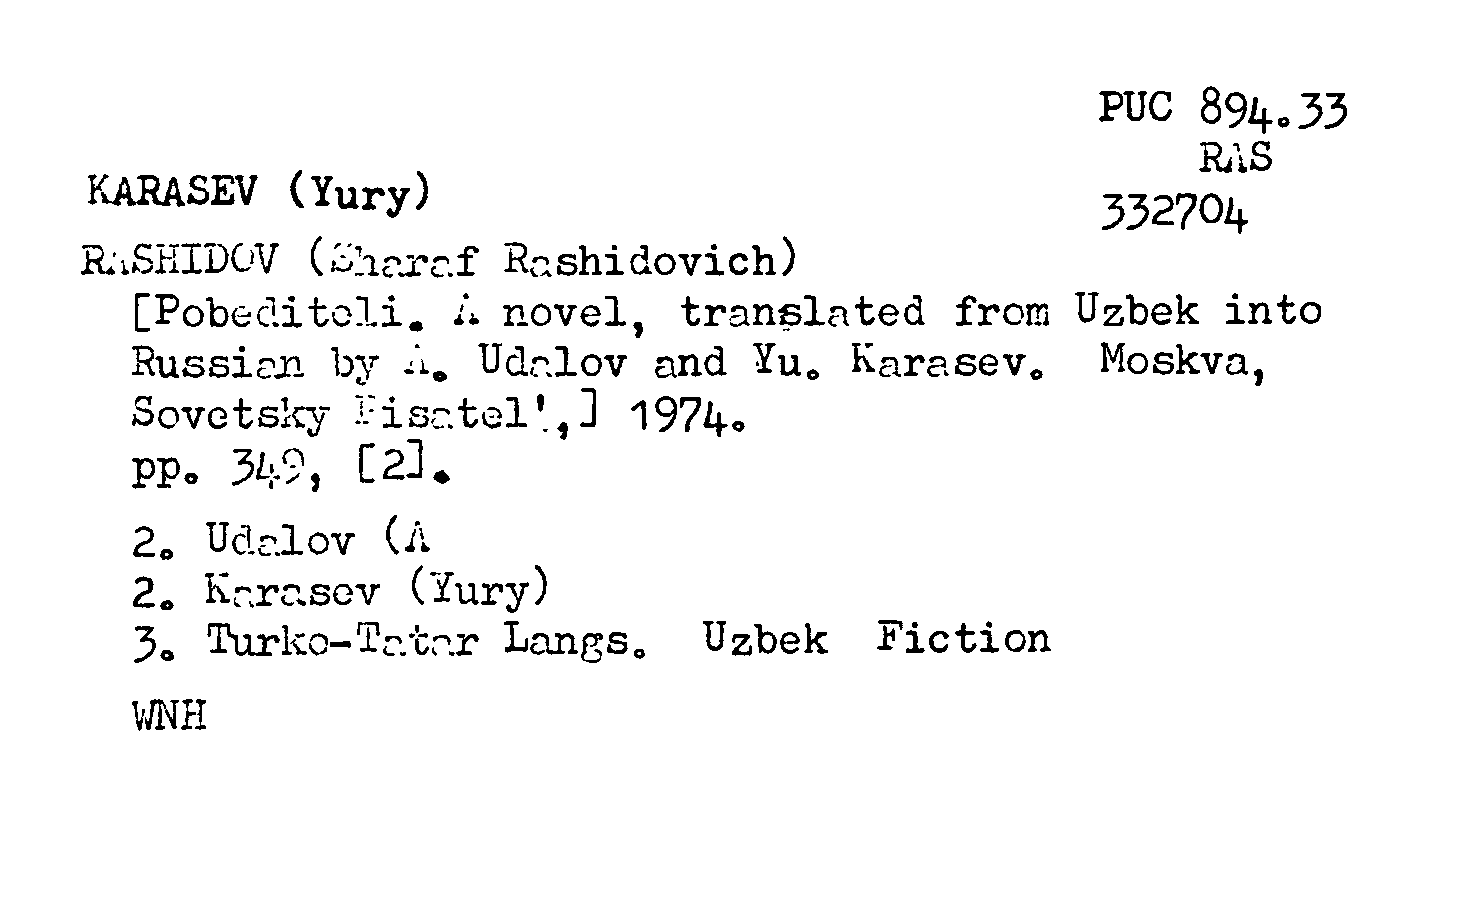 PUC 894.33
RAS
332704
KARASEV (Yury)
RASHIDOV (Sharaf Rashidovich)
[Pobediteli. A novel, translated from Uzbek into
Russian by A. Udalov and Yu. Karasev. Moskva,
Sovetsky Pisatel',] 1974.
pp. 349, [2].
2. Udalov (A
2. Karasev (Yury)
3. Turko-Tatar Langs. Uzbek Fiction
WNH